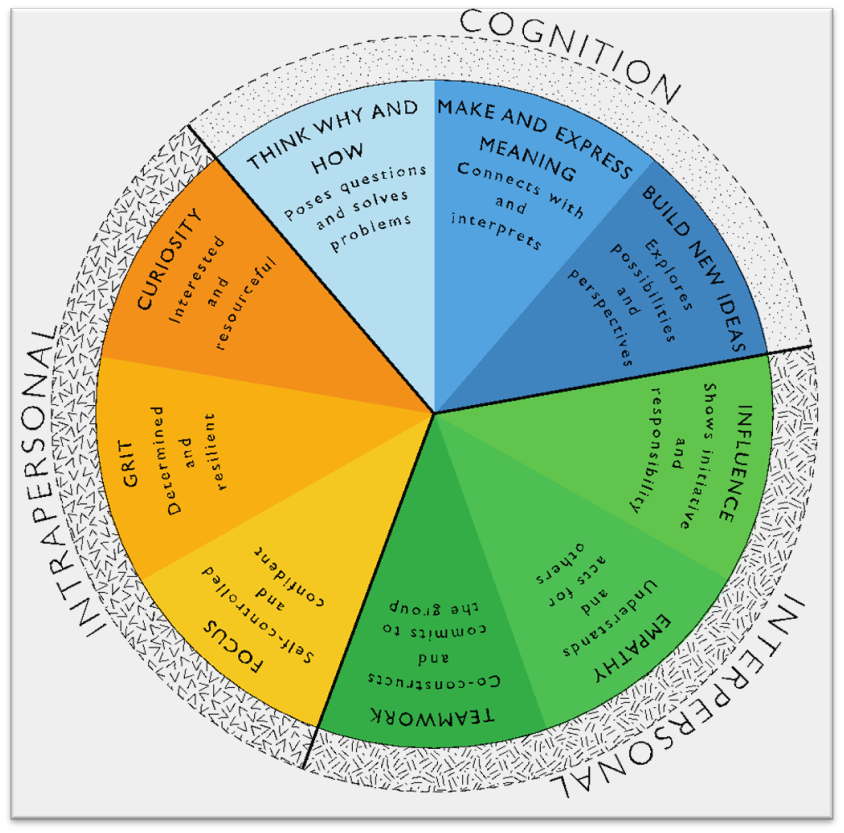 COGNITION
THINK WHY AND
HOW
Poses questions
and solves
problems
MAKE AND EXPRESS
MEANING
Connects with
and
interprets
BUILD NEW IDEAS
Explores
possibilities
and
perspectives
INTERPERSONAL
INFLUENCE
Shows initiative
and
responsibility
EMPATHY
Understands
and
acts for
others
TEAMWORK
Co-constructs
and
commits to
the group
INTRAPERSONAL
FOCUS
Self-controlled
and
confident
GRIT
Determined
and
resilient
CURIOSITY
Interested
and
resourceful